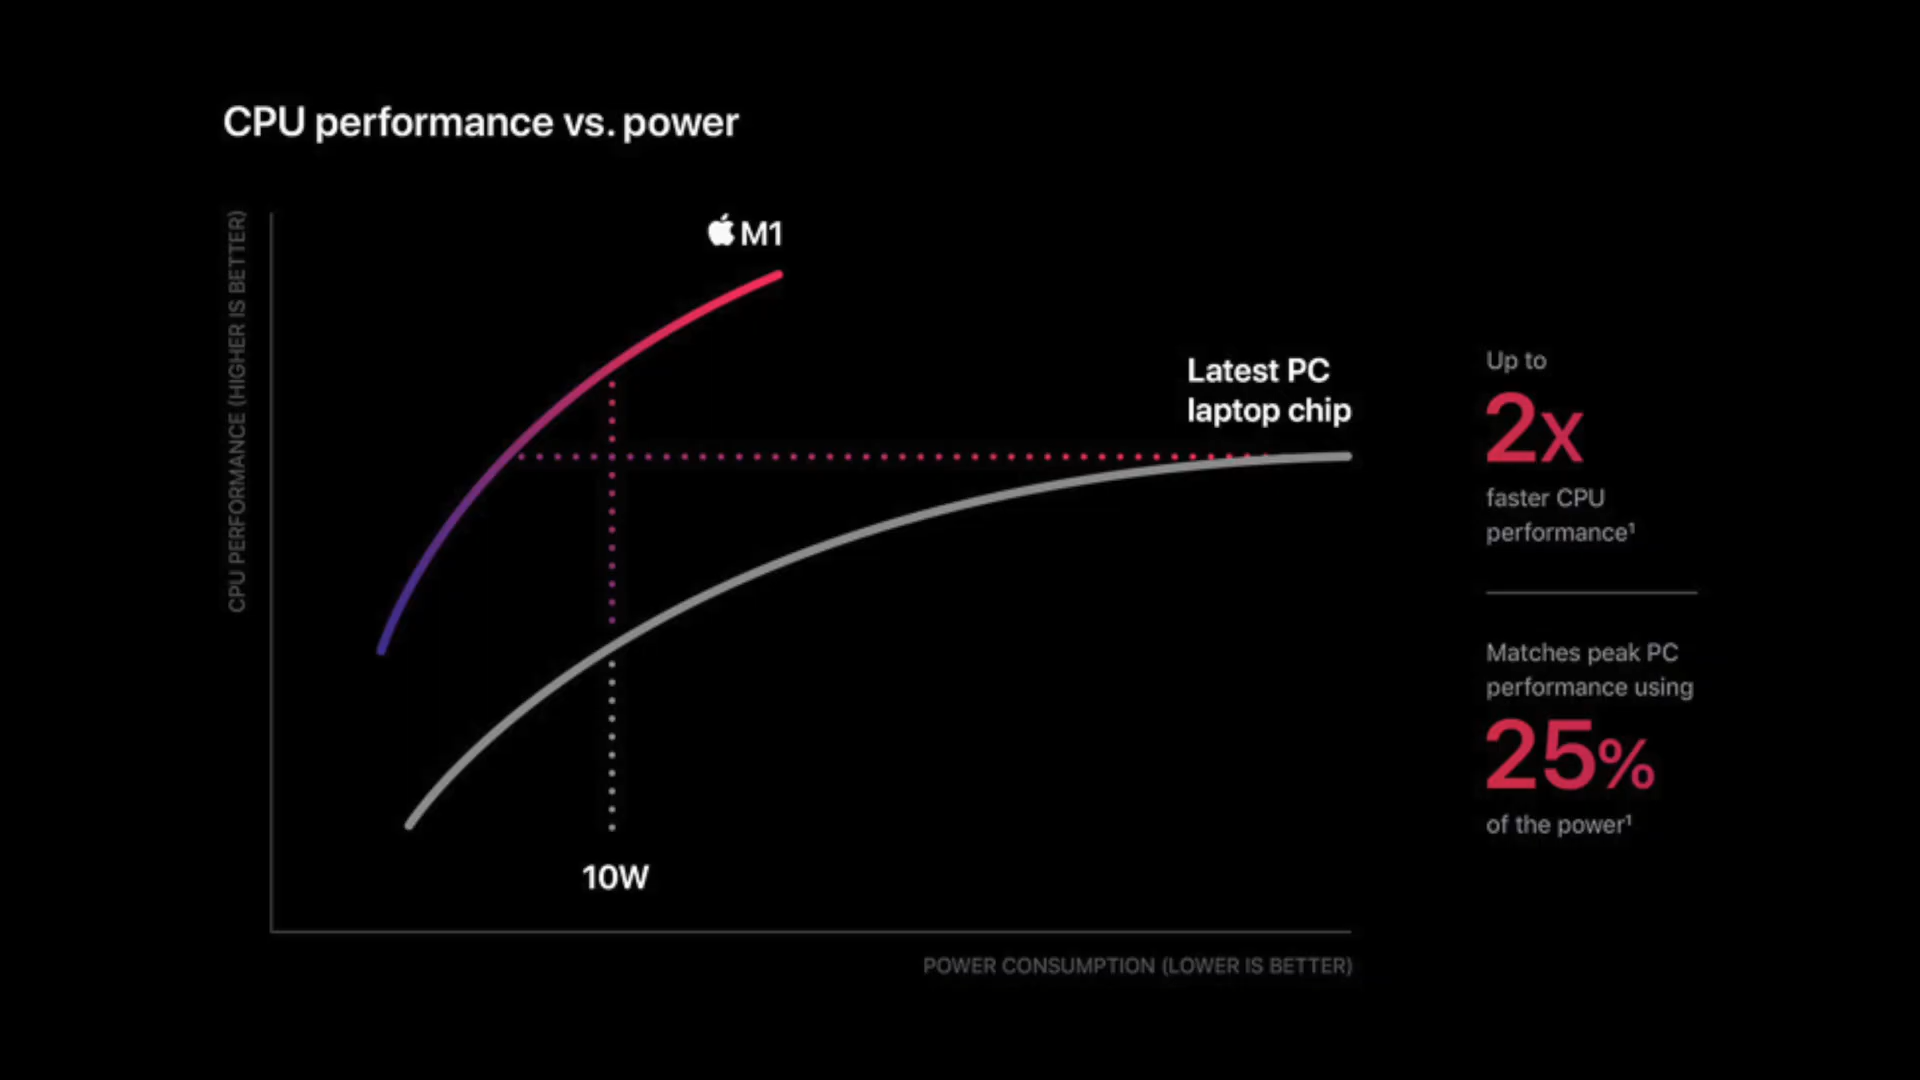 CPU performance vs. power
CPU PERFORMANCE (HIGHER IS BETTER)
M1
Latest PC
laptop chip
10W
POWER CONSUMPTION (LOWER IS BETTER)
Up to
2x
faster CPU
performance¹
Matches peak PC
performance using
25%
of the power¹